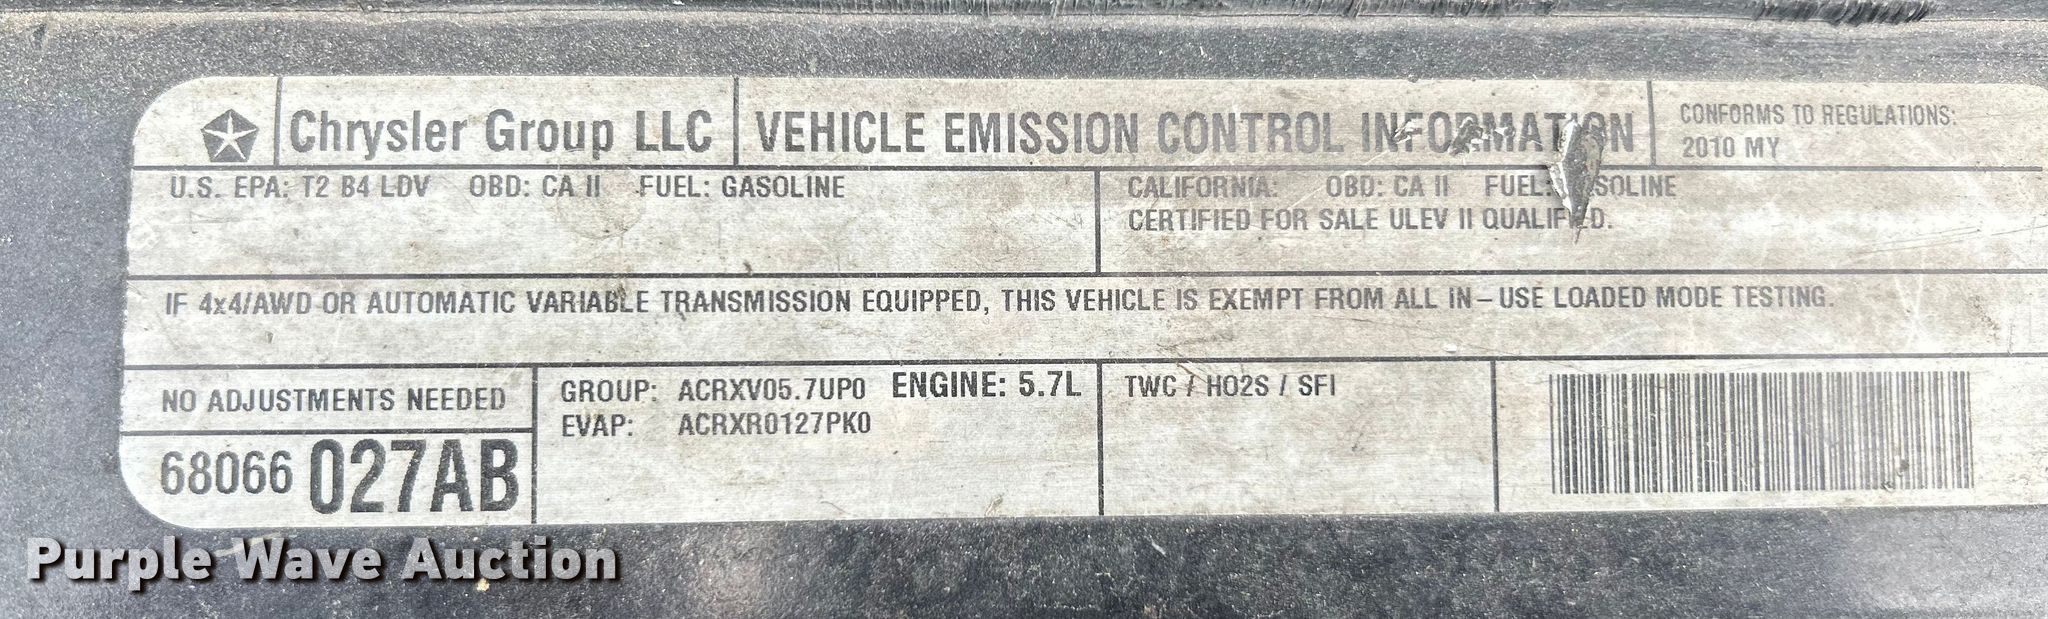 Chrysler Group LLC VEHICLE EMISSION CONTROL INFORMATION
CONFORMS TO REGULATIONS:
2010 MY
U.S. EPA: T2 B4 LDV OBD: CA II FUEL: GASOLINE
CALIFORNIA: OBD: CA II FUEL: GASOLINE
CERTIFIED FOR SALE ULEV II QUALIFIED.
IF 4x4/AWD OR AUTOMATIC VARIABLE TRANSMISSION EQUIPPED, THIS VEHICLE IS EXEMPT FROM ALL IN-USE LOADED MODE TESTING.
NO ADJUSTMENTS NEEDED
68066 027AB
GROUP: ACRXV05.7UP0 ENGINE: 5.7L
EVAP: ACRXR0127PK0
TWC / HO2S / SFI
Purple Wave Auction